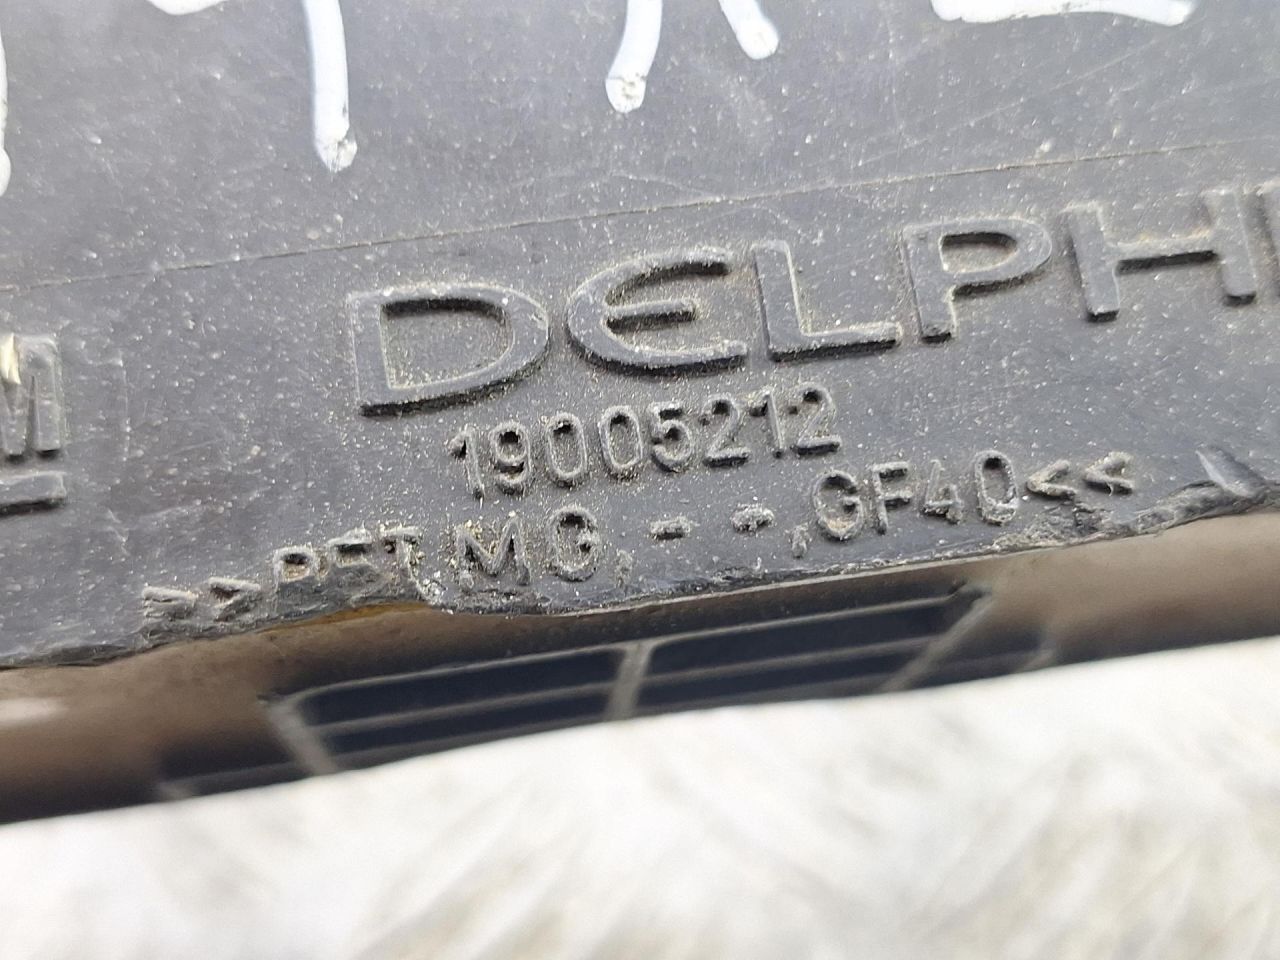 DELPHI
19005212
M
>>PET,MG,--,GF40<<